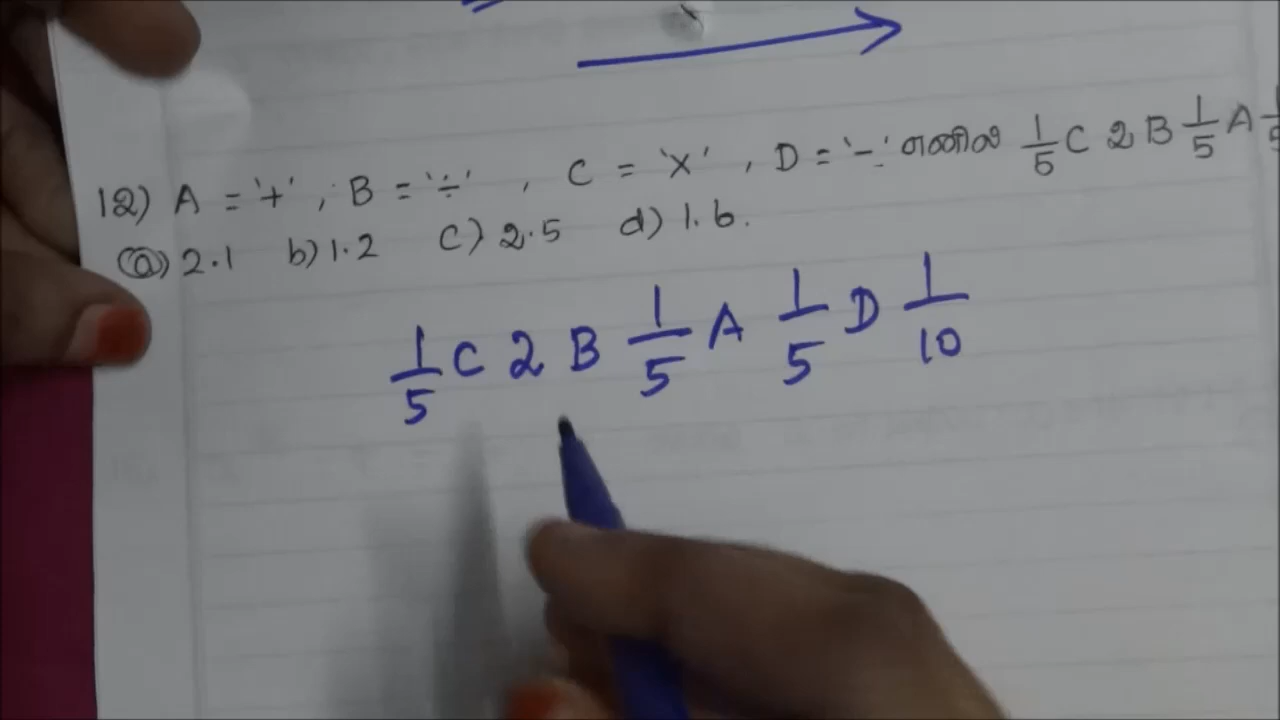 12) A = '+', B = '÷', C = 'x', D = '-' எனில் 1/5 C 2 B 1/5 A
a) 2.1 b) 1.2 c) 2.5 d) 1.6.
1/5 C 2 B 1/5 A 1/5 D 1/10